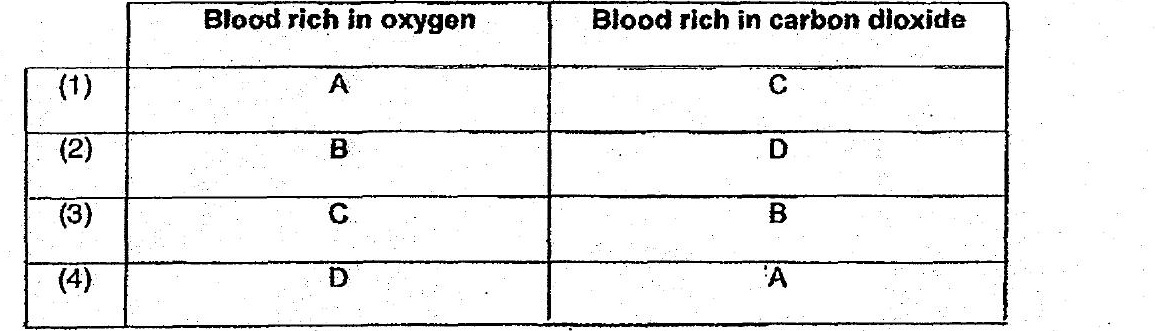 Blood rich in oxygen Blood rich in carbon dioxide
(1) A C
(2) B D
(3) C B
(4) D A